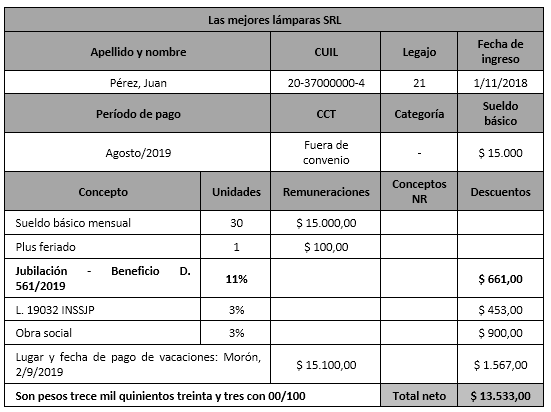 Las mejores lámparas SRL
Apellido y nombre CUIL Legajo Fecha de ingreso
Pérez, Juan 20-37000000-4 21 1/11/2018
Período de pago CCT Categoría Sueldo básico
Agosto/2019 Fuera de convenio - $ 15.000
Concepto Unidades Remuneraciones Conceptos NR Descuentos
Sueldo básico mensual 30 $ 15.000,00
Plus feriado 1 $ 100,00
Jubilación - Beneficio D. 561/2019 11% $ 661,00
L. 19032 INSSJP 3% $ 453,00
Obra social 3% $ 900,00
Lugar y fecha de pago de vacaciones: Morón, 2/9/2019 $ 15.100,00 $ 1.567,00
Son pesos trece mil quinientos treinta y tres con 00/100 Total neto $ 13.533,00